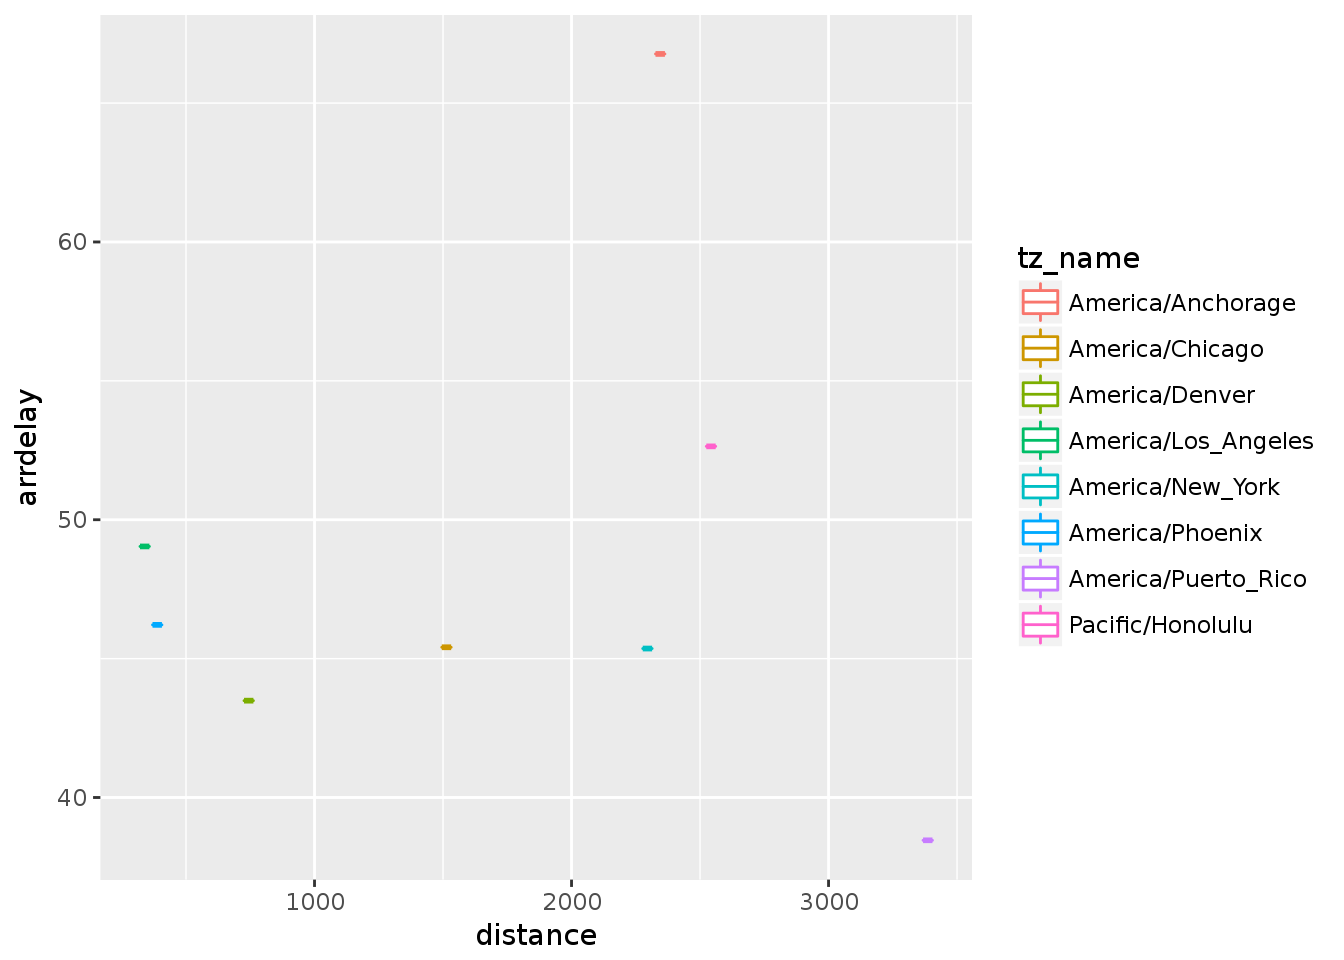 60
50
40
arrdelay
1000
2000
3000
distance
tz_name
America/Anchorage
America/Chicago
America/Denver
America/Los_Angeles
America/New_York
America/Phoenix
America/Puerto_Rico
Pacific/Honolulu